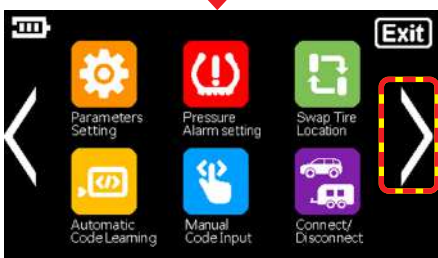 Exit
Parameters
Setting
Pressure
Alarm setting
Swap Tire
Location
Automatic
Code Learning
Manual
Code Input
Connect/
Disconnect